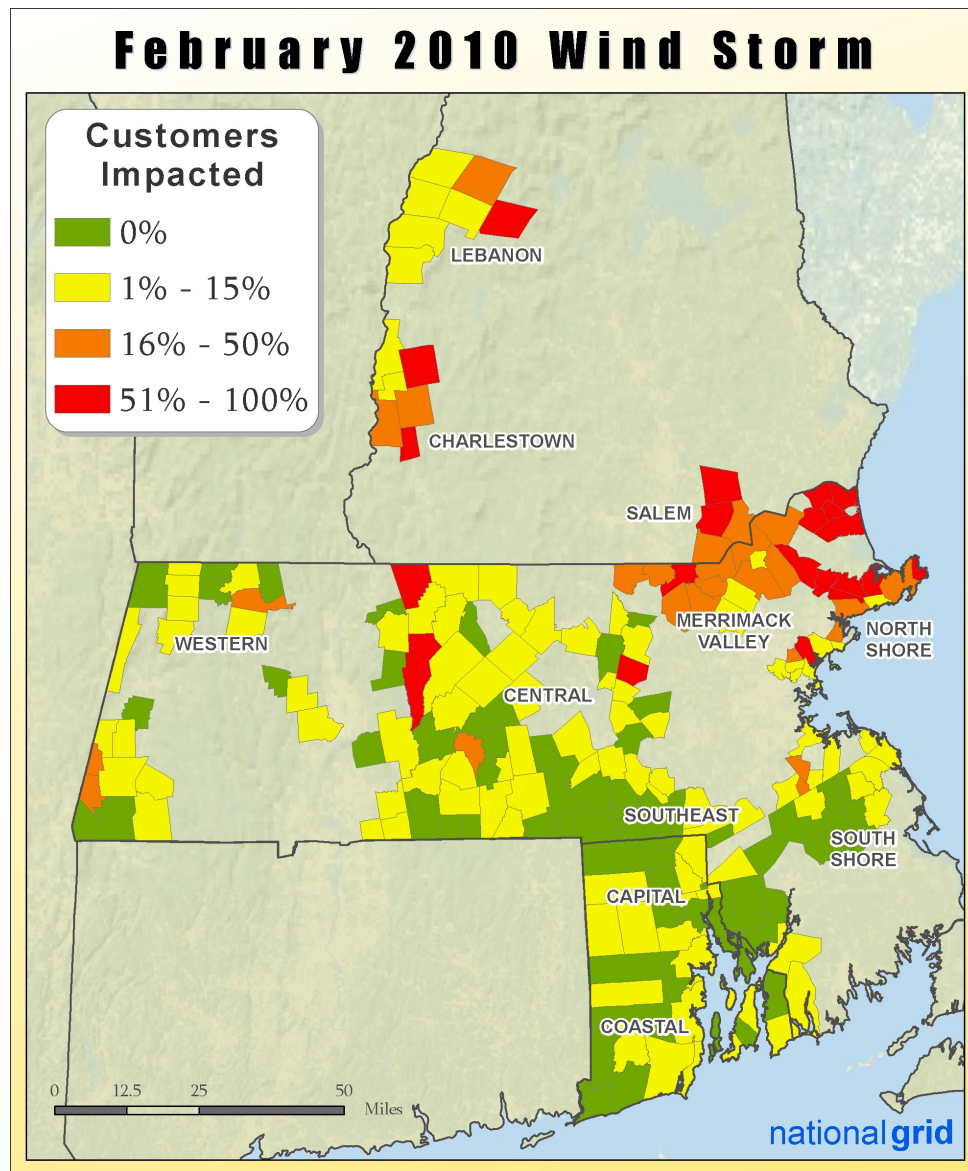 February 2010 Wind Storm
Customers
Impacted
0%
1% - 15%
16% - 50%
51% - 100%
LEBANON
CHARLESTOWN
SALEM
MERRIMACK
VALLEY
NORTH
SHORE
WESTERN
CENTRAL
SOUTHEAST
SOUTH
SHORE
CAPITAL
COASTAL
0 12.5 25 50
Miles
nationalgrid